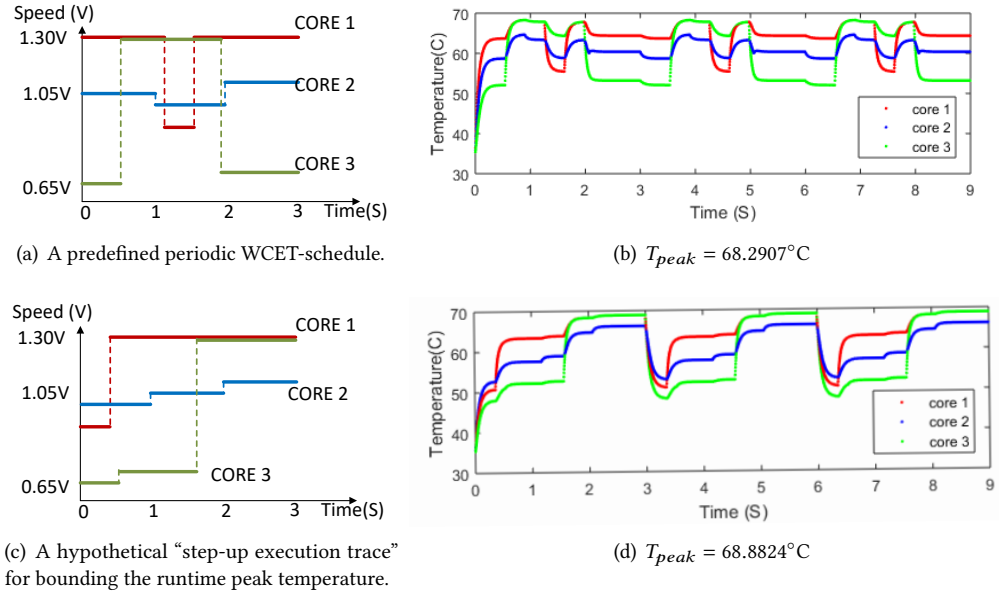 Speed (V)
1.30V
1.05V
0.65V
CORE 1
CORE 2
CORE 3
0 1 2 3 Time(S)
(a) A predefined periodic WCET-schedule.
70
60
50
40
30
Temperature(C)
core 1
core 2
core 3
0 1 2 3 4 5 6 7 8 9
Time (S)
(b) Tpeak = 68.2907°C
Speed (V)
1.30V
1.05V
0.65V
CORE 1
CORE 2
CORE 3
0 1 2 3 Time(S)
(c) A hypothetical “step-up execution trace”
for bounding the runtime peak temperature.
70
60
50
40
30
Temperature(C)
core 1
core 2
core 3
0 1 2 3 4 5 6 7 8 9
Time (S)
(d) Tpeak = 68.8824°C